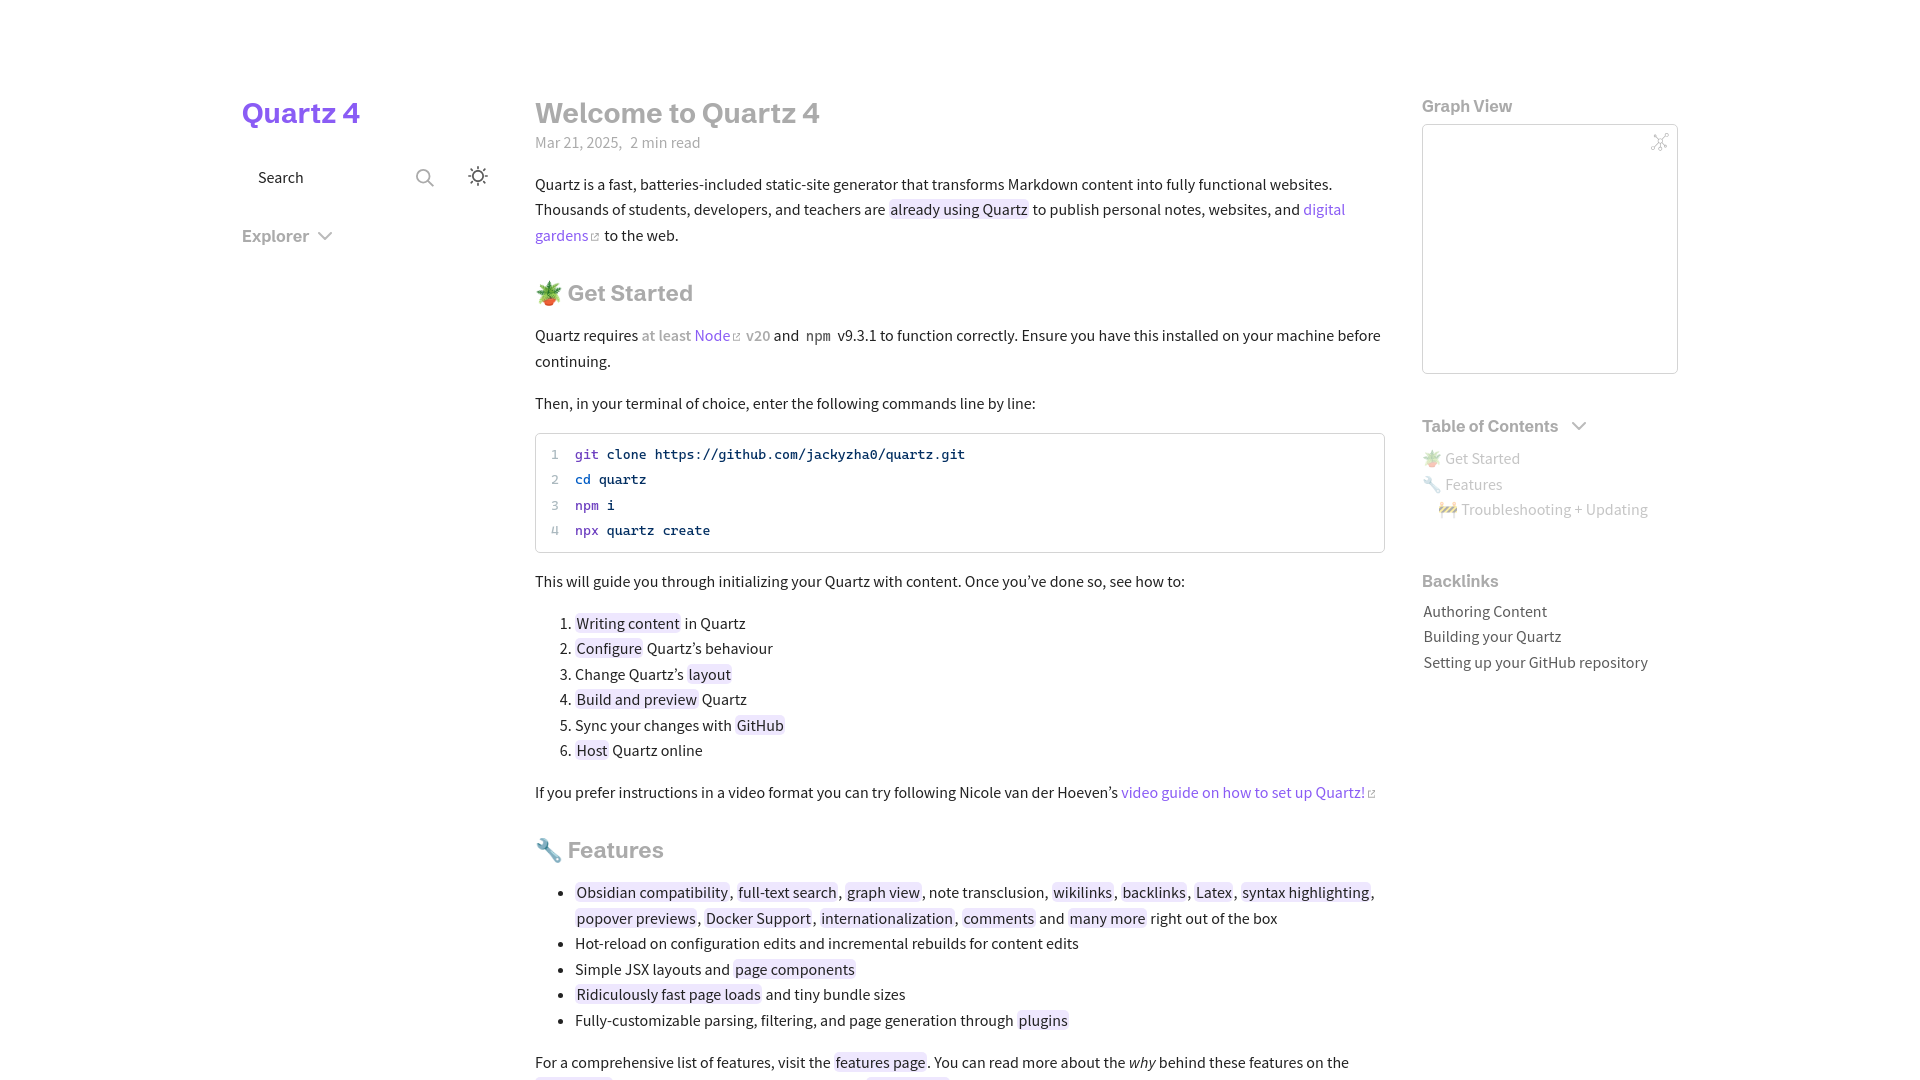 Quartz 4
Search
Explorer
Welcome to Quartz 4
Mar 21, 2025, 2 min read
Quartz is a fast, batteries-included static-site generator that transforms Markdown content into fully functional websites.
Thousands of students, developers, and teachers are already using Quartz to publish personal notes, websites, and digital
gardens to the web.
🪴 Get Started
Quartz requires at least Node v20 and npm v9.3.1 to function correctly. Ensure you have this installed on your machine before
continuing.
Then, in your terminal of choice, enter the following commands line by line:
1 git clone https://github.com/jackyzha0/quartz.git
2 cd quartz
3 npm i
4 npx quartz create
This will guide you through initializing your Quartz with content. Once you’ve done so, see how to:
1. Writing content in Quartz
2. Configure Quartz’s behaviour
3. Change Quartz’s layout
4. Build and preview Quartz
5. Sync your changes with GitHub
6. Host Quartz online
If you prefer instructions in a video format you can try following Nicole van der Hoeven’s video guide on how to set up Quartz!
🔧 Features
• Obsidian compatibility, full-text search, graph view, note transclusion, wikilinks, backlinks, Latex, syntax highlighting,
popover previews, Docker Support, internationalization, comments and many more right out of the box
• Hot-reload on configuration edits and incremental rebuilds for content edits
• Simple JSX layouts and page components
• Ridiculously fast page loads and tiny bundle sizes
• Fully-customizable parsing, filtering, and page generation through plugins
For a comprehensive list of features, visit the features page. You can read more about the why behind these features on the
Graph View
Table of Contents
🪴 Get Started
🔧 Features
🚧 Troubleshooting + Updating
Backlinks
Authoring Content
Building your Quartz
Setting up your GitHub repository